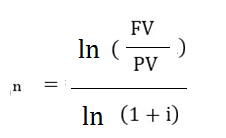 n = ln ( FV / PV ) / ln (1 + i)